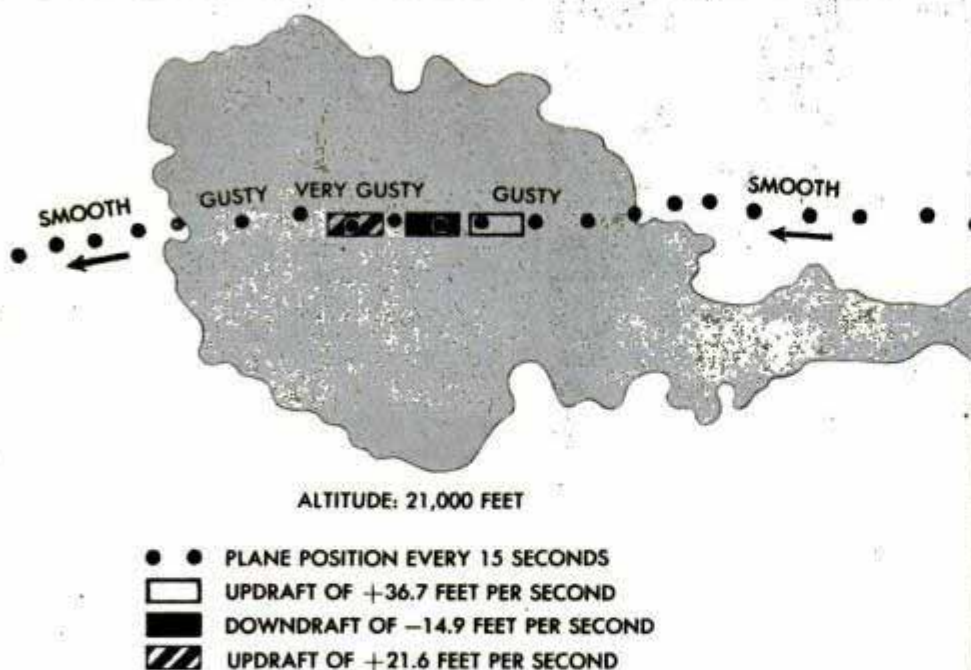 SMOOTH
GUSTY VERY GUSTY GUSTY
SMOOTH
ALTITUDE: 21,000 FEET
PLANE POSITION EVERY 15 SECONDS
UPDRAFT OF +36.7 FEET PER SECOND
DOWNDRAFT OF −14.9 FEET PER SECOND
UPDRAFT OF +21.6 FEET PER SECOND